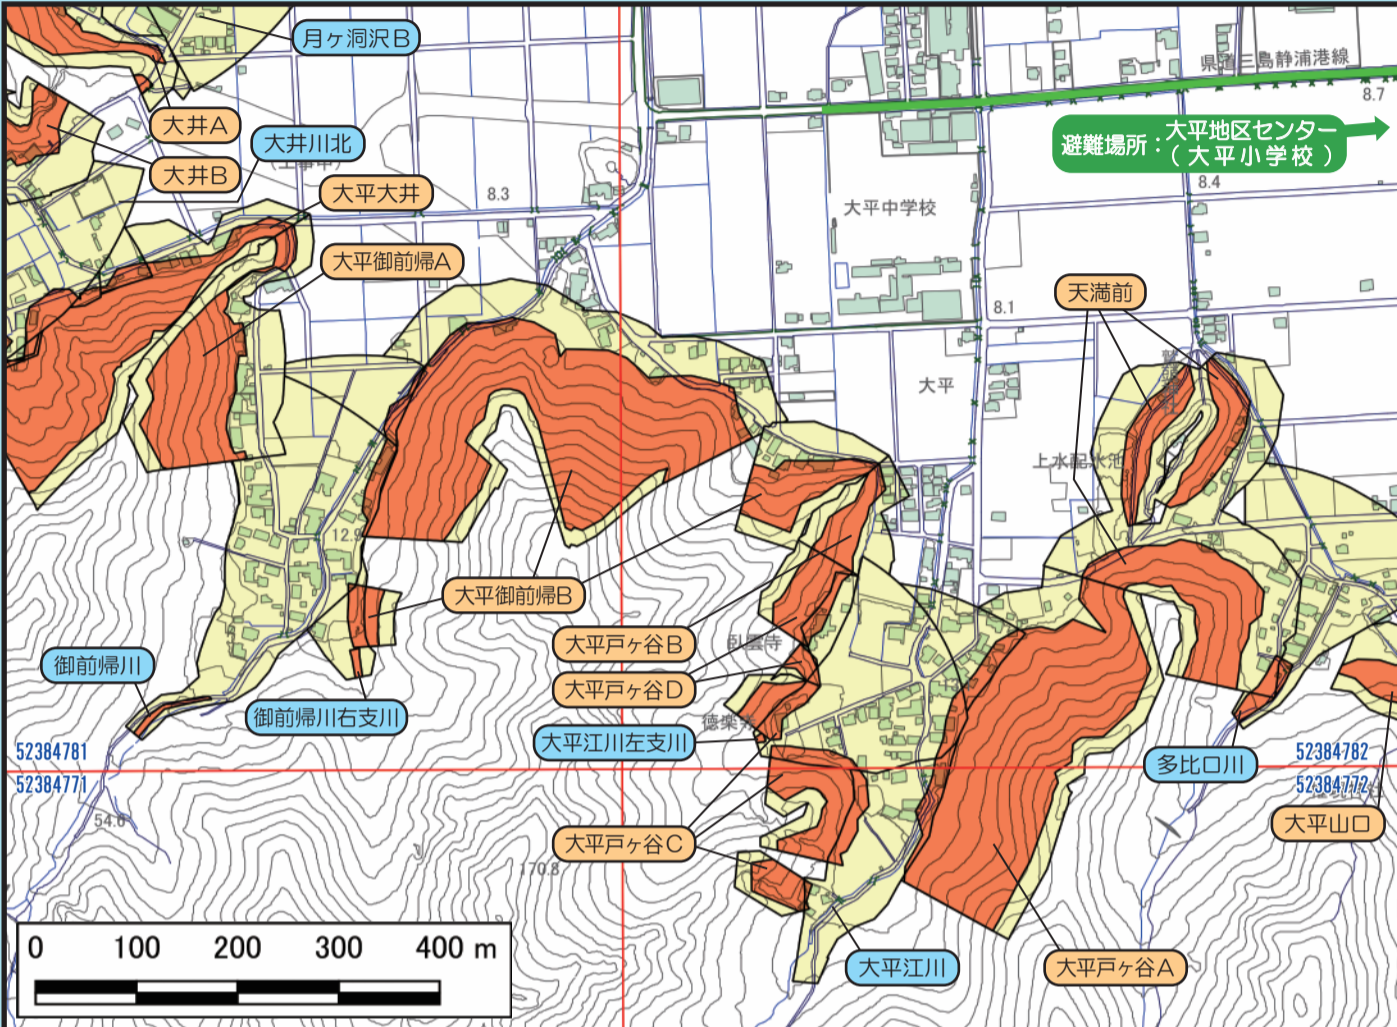 月ヶ洞沢B
県道三島静浦港線
8.7
大井A
大井川北
避難場所：大平地区センター
（大平小学校）
(工事中)
大井B
大平大井
8.3
8.4
大平中学校
大平御前帰A
天満前
8.1
大平
上水配水池
12.9
大平御前帰B
大平戸ヶ谷B
臥雲寺
御前帰川
大平戸ヶ谷D
御前帰川右支川
徳楽寺
大平江川左支川
52384781
52384782
多比口川
52384771
52384772
54.6
大平山口
大平戸ヶ谷C
170.8
0 100 200 300 400 m
大平江川
大平戸ヶ谷A